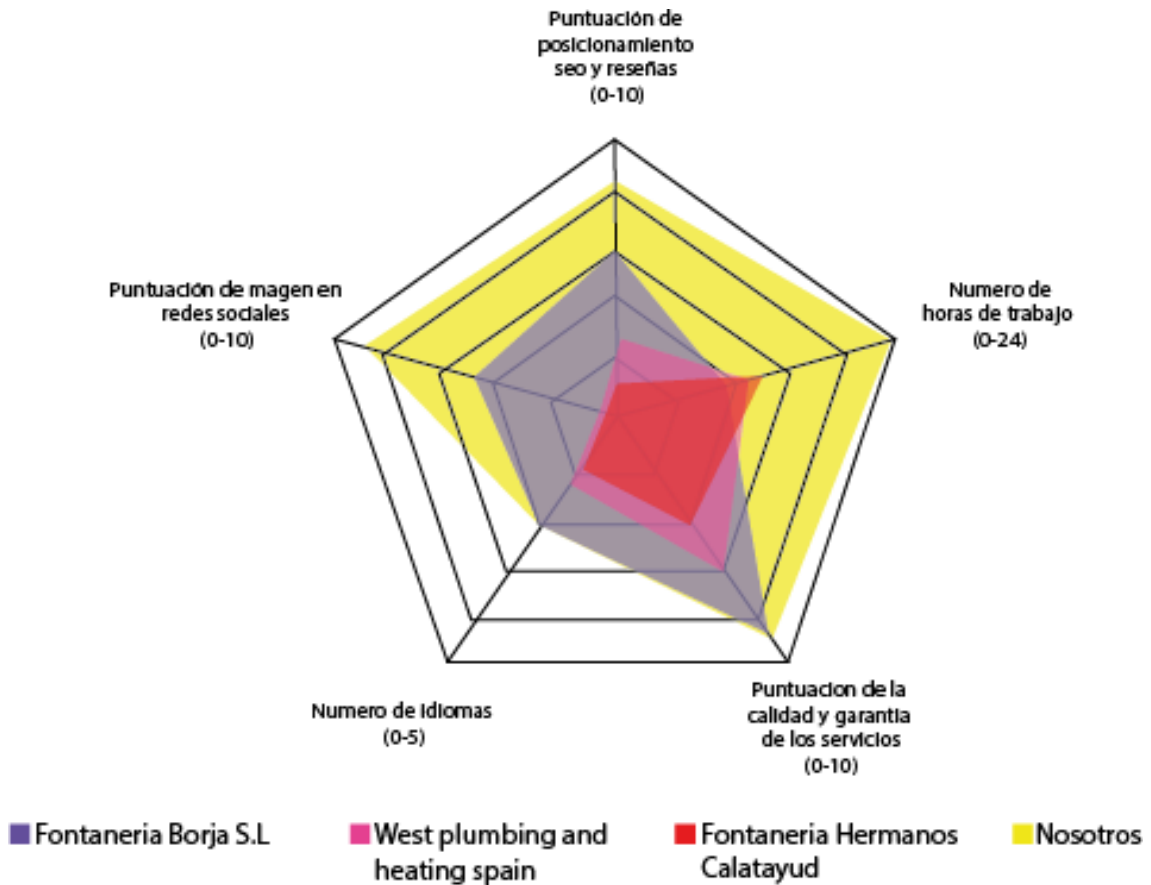 Puntuación de
posicionamiento
seo y reseñas
(0-10)
Puntuación de magen en
redes sociales
(0-10)
Numero de
horas de trabajo
(0-24)
Numero de idiomas
(0-5)
Puntuacion de la
calidad y garantia
de los servicios
(0-10)
Fontaneria Borja S.L
West plumbing and
heating spain
Fontaneria Hermanos
Calatayud
Nosotros